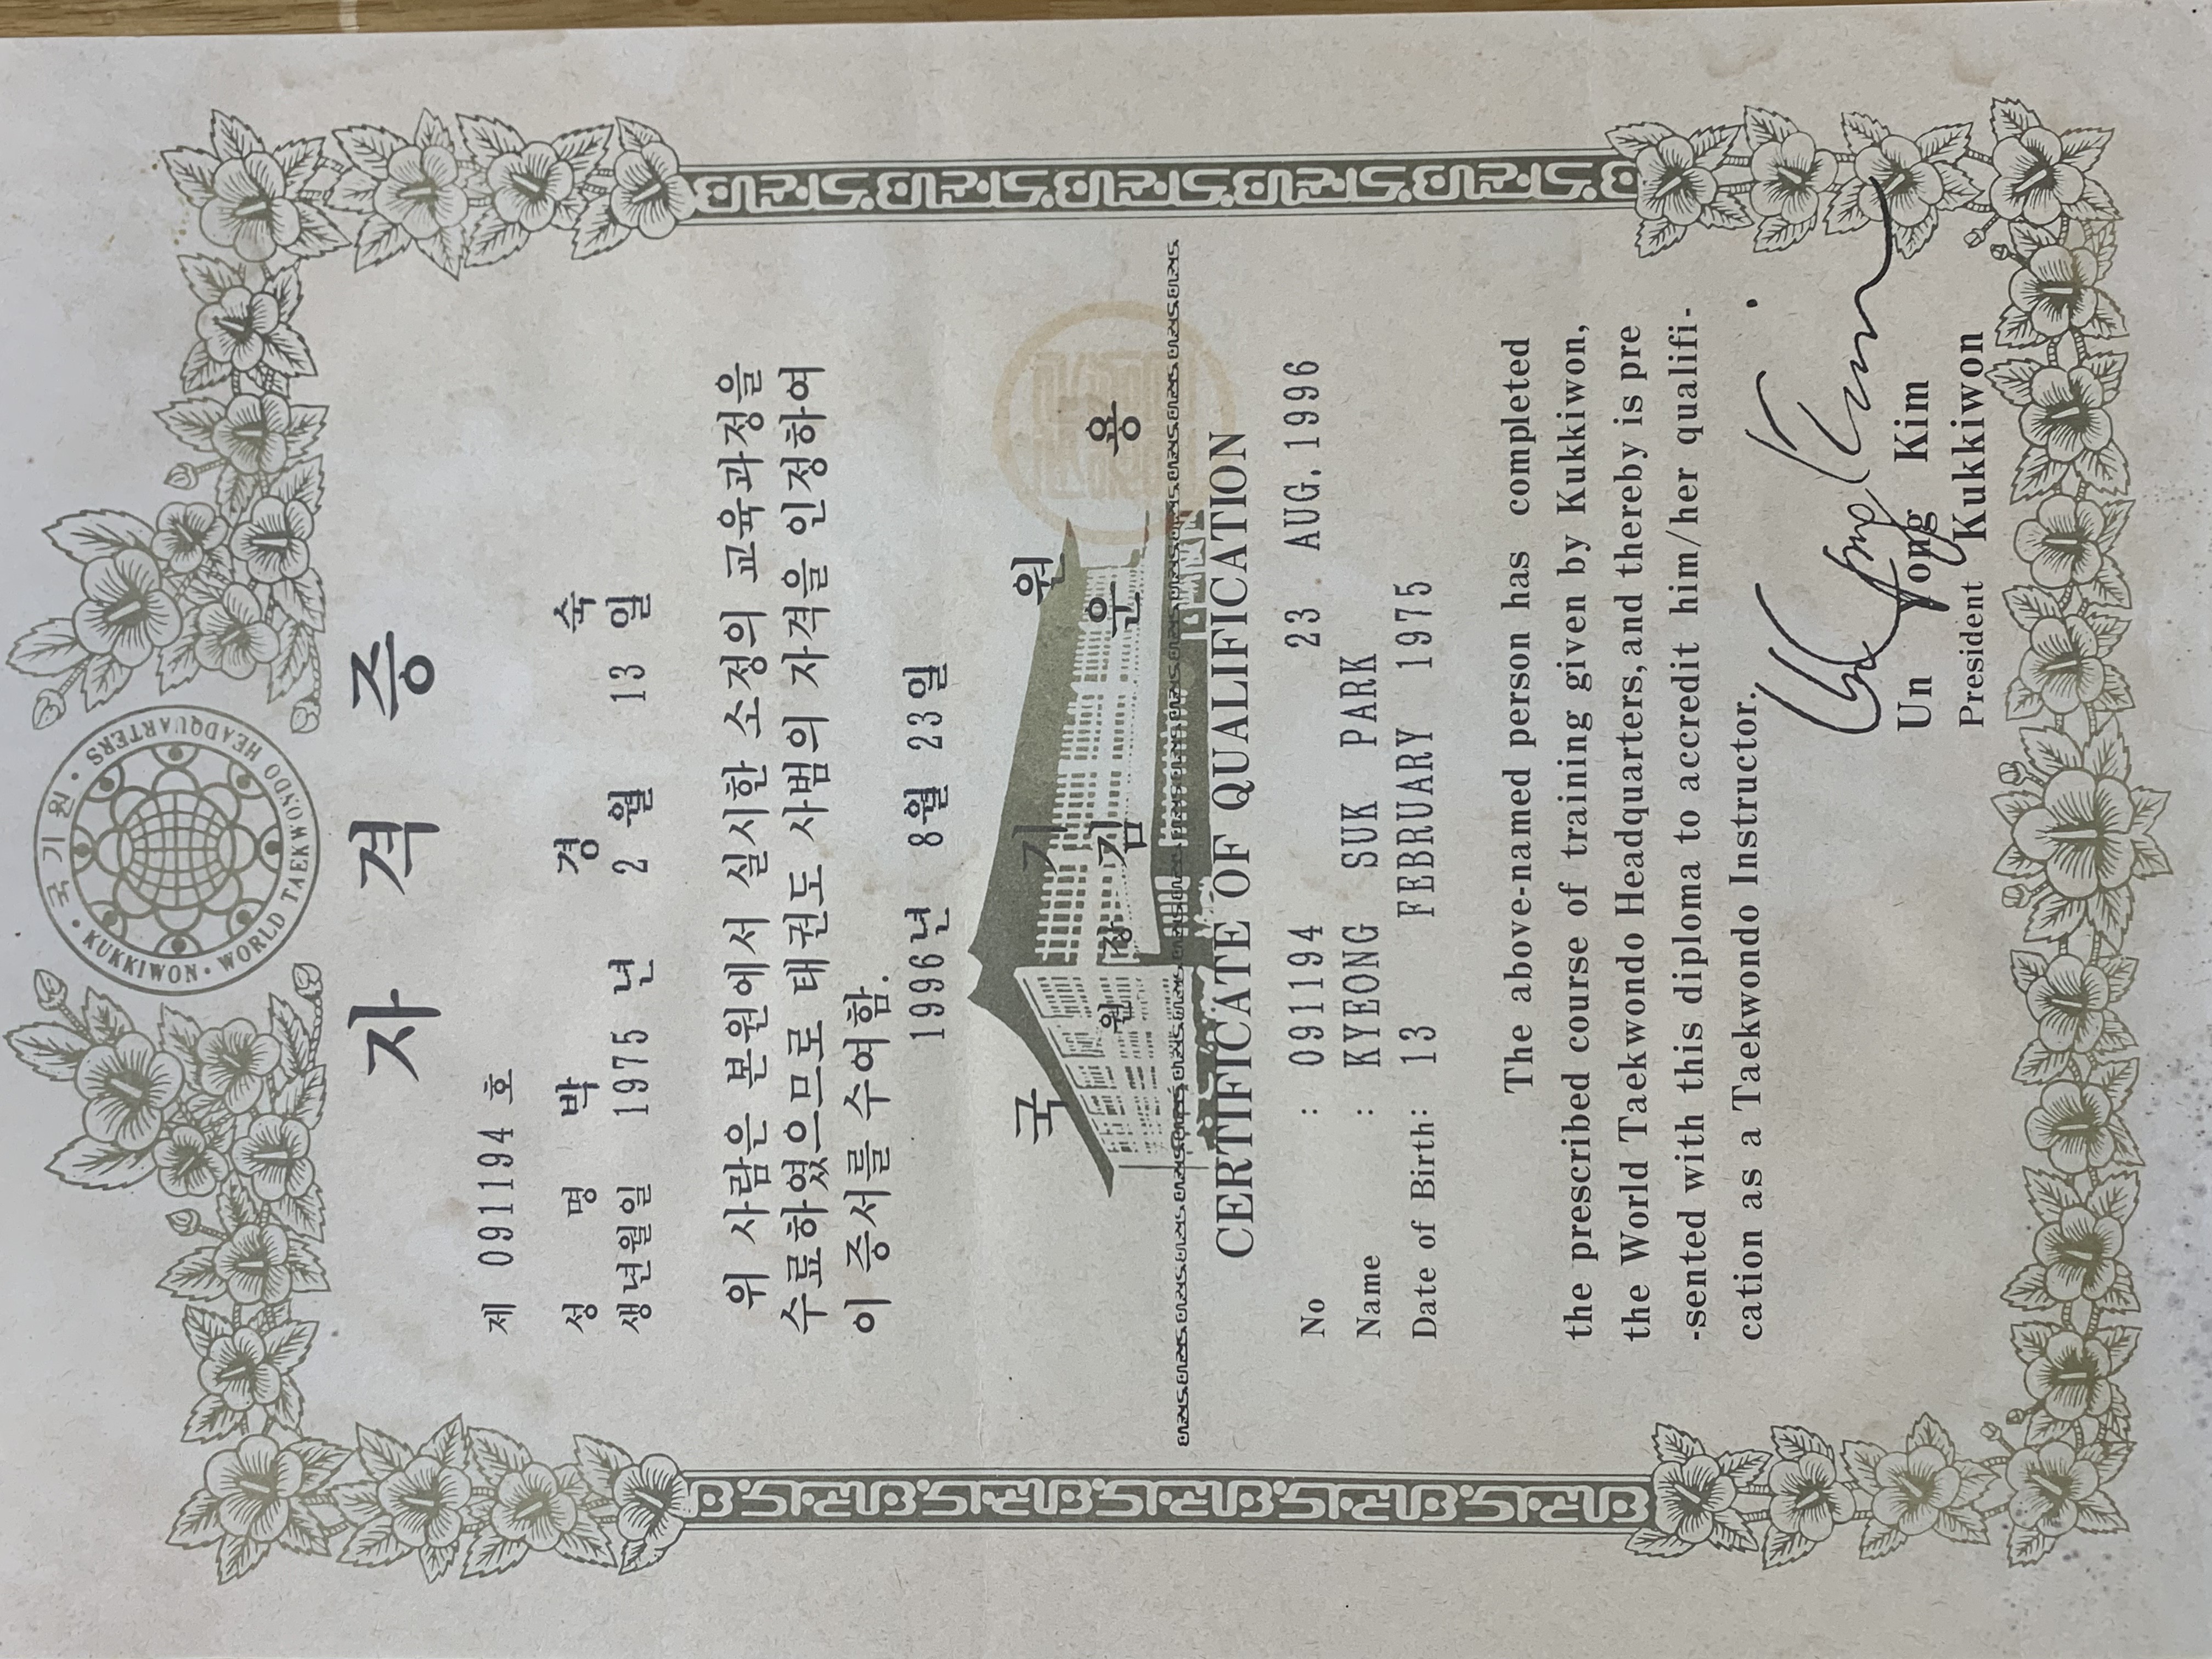 · 국 기 원 · KUKKIWON · WORLD TAEKWONDO HEADQUARTERS
자 격 증
제 0911194 호
성 명 박 경 숙
생년월일 1975 년 2 월 13 일
위 사람은 본원에서 실시한 소정의 교육과정을
수료하였으므로 태권도 사범의 자격을 인정하여
이 증서를 수여함.
1996년 8월 23일
국 기 원
원 장 김 운 용
CERTIFICATE OF QUALIFICATION
No : 091194 23 AUG.1996
Name : KYEONG SUK PARK
Date of Birth: 13 FEBRUARY 1975
The above-named person has completed
the prescribed course of training given by Kukkiwon,
the World Taekwondo Headquarters, and thereby is pre
-sented with this diploma to accredit him/her qualifi-
cation as a Taekwondo Instructor.
Un Yong Kim
President Kukkiwon